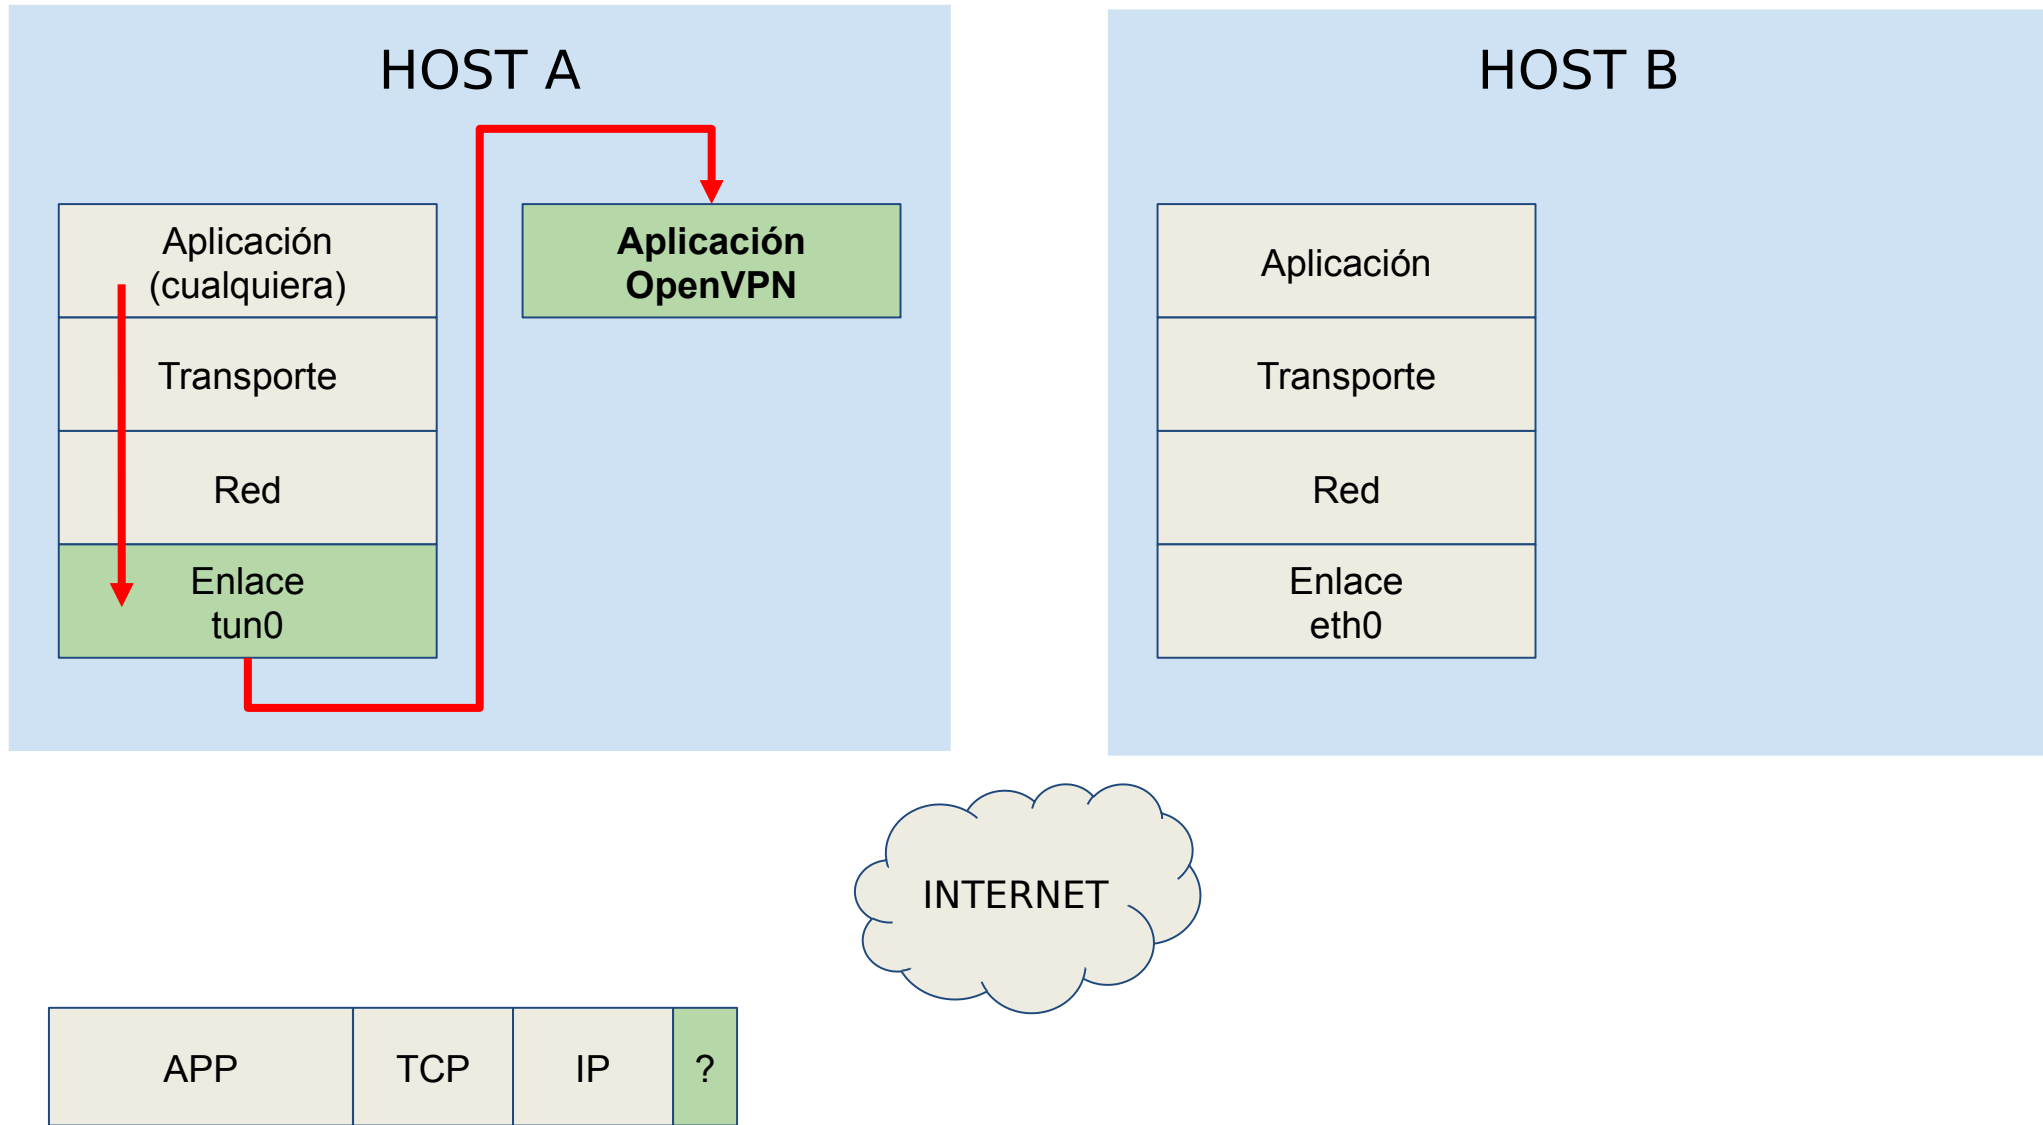 HOST A
Aplicación
(cualquiera)
Transporte
Red
Enlace
tun0
Aplicación
OpenVPN
HOST B
Aplicación
Transporte
Red
Enlace
eth0
INTERNET
APP
TCP
IP
?